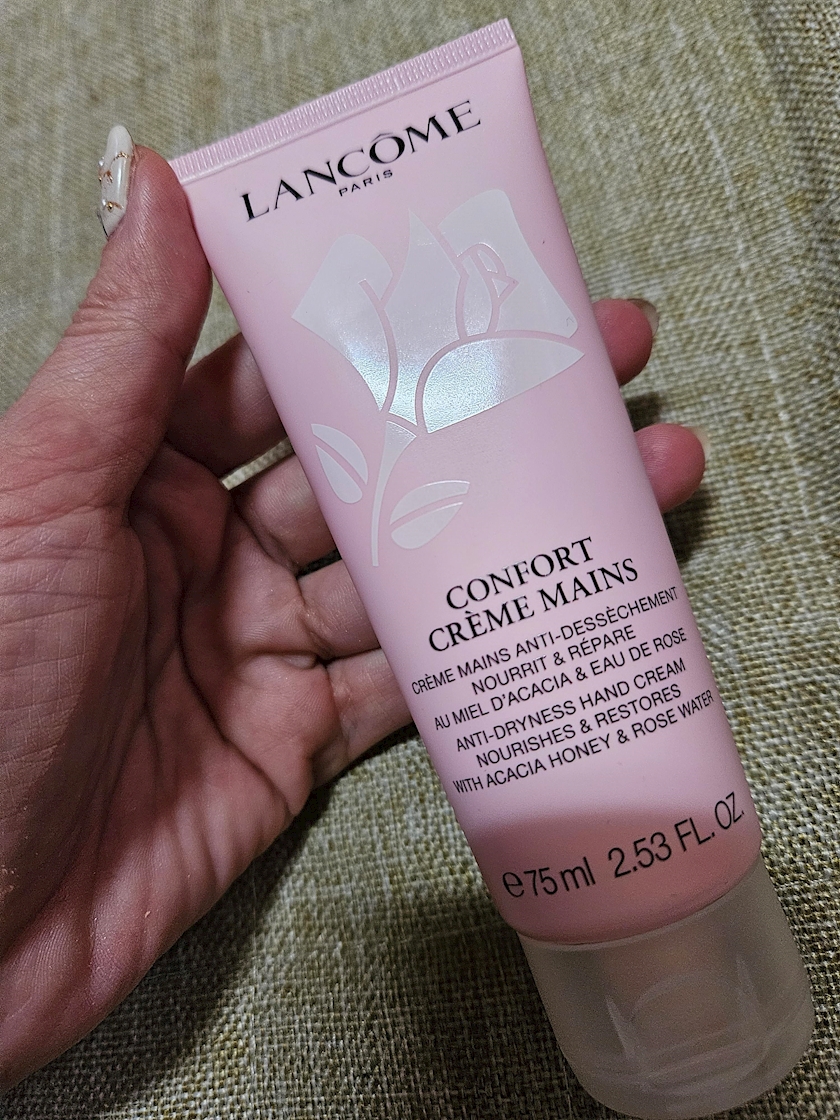 LANCÔME
PARIS
CONFORT
CRÈME MAINS
CRÈME MAINS ANTI-DESSÈCHEMENT
NOURRIT & RÉPARE
AU MIEL D'ACACIA & EAU DE ROSE
ANTI-DRYNESS HAND CREAM
NOURISHES & RESTORES
WITH ACACIA HONEY & ROSE WATER
℮75ml 2.53 FL. OZ.